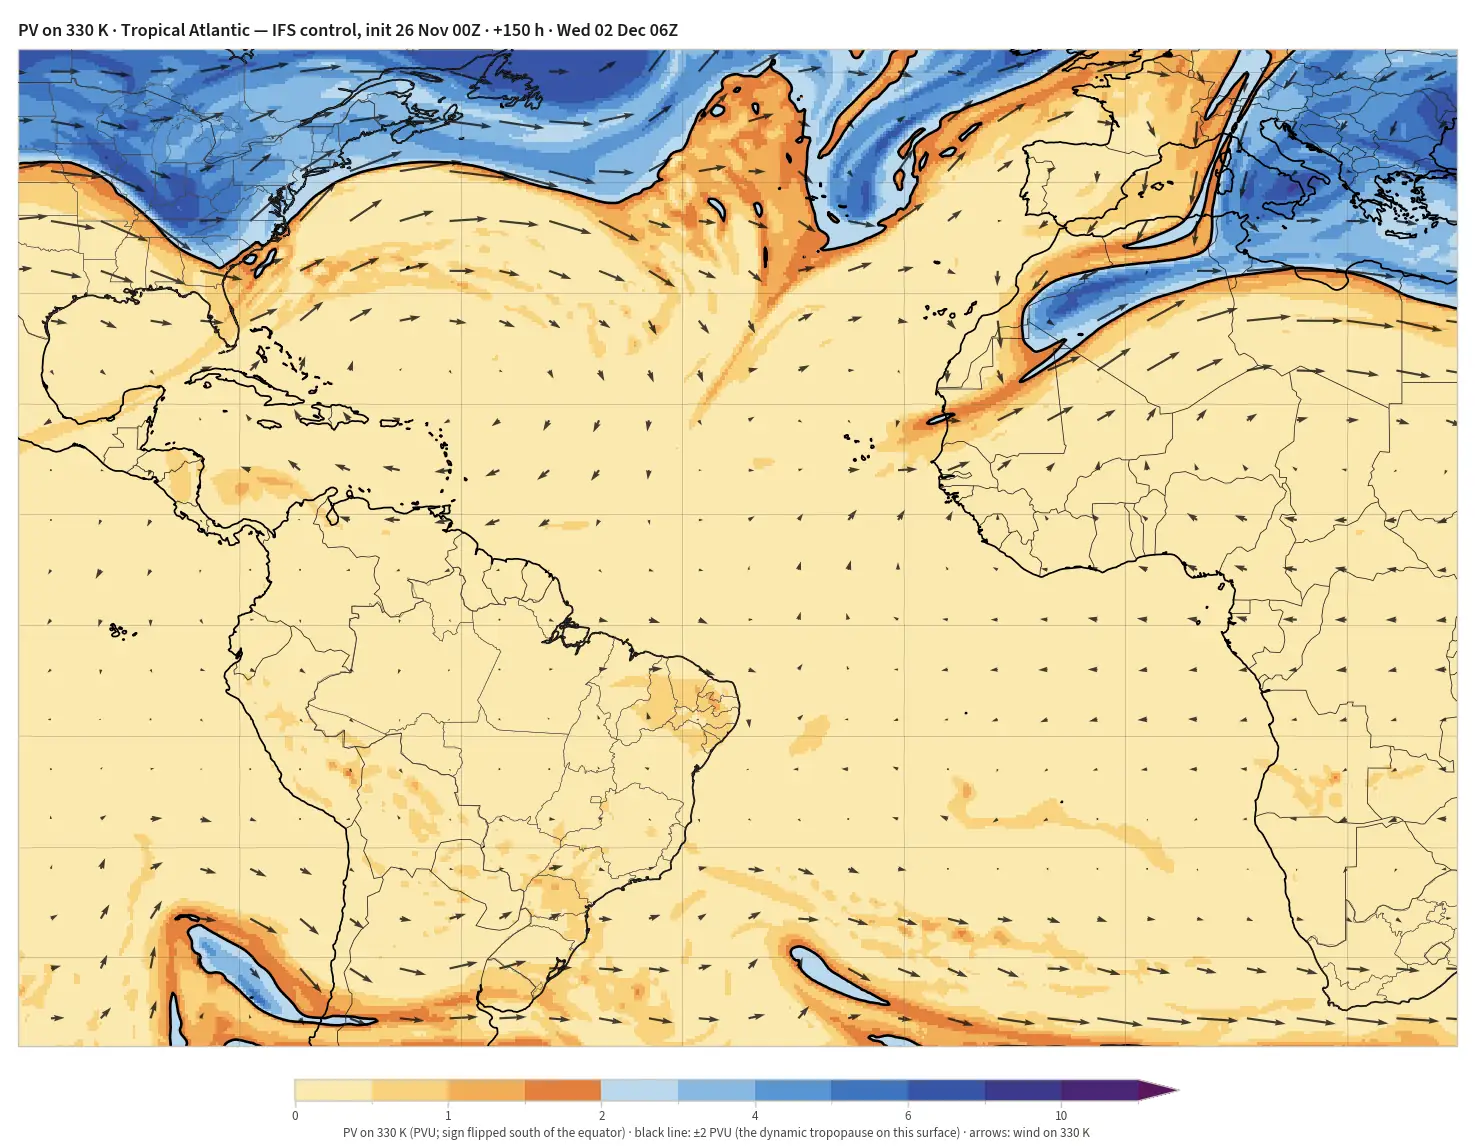 PV on 330 K · Tropical Atlantic — IFS control, init 26 Nov 00Z · +150 h · Wed 02 Dec 06Z
0 1 2 4 6 8 10
PV on 330 K (PVU; sign flipped south of the equator) · black line: ±2 PVU (the dynamic tropopause on this surface) · arrows: wind on 330 K